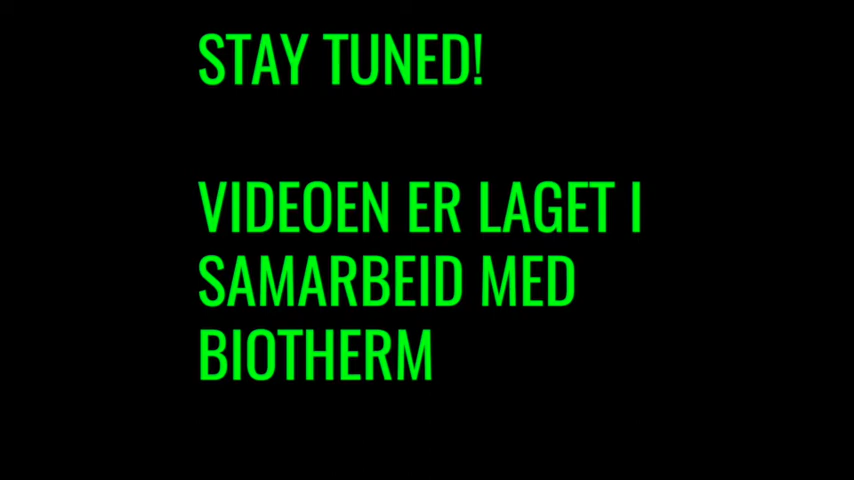 STAY TUNED!
VIDEOEN ER LAGET I
SAMARBEID MED
BIOTHERM